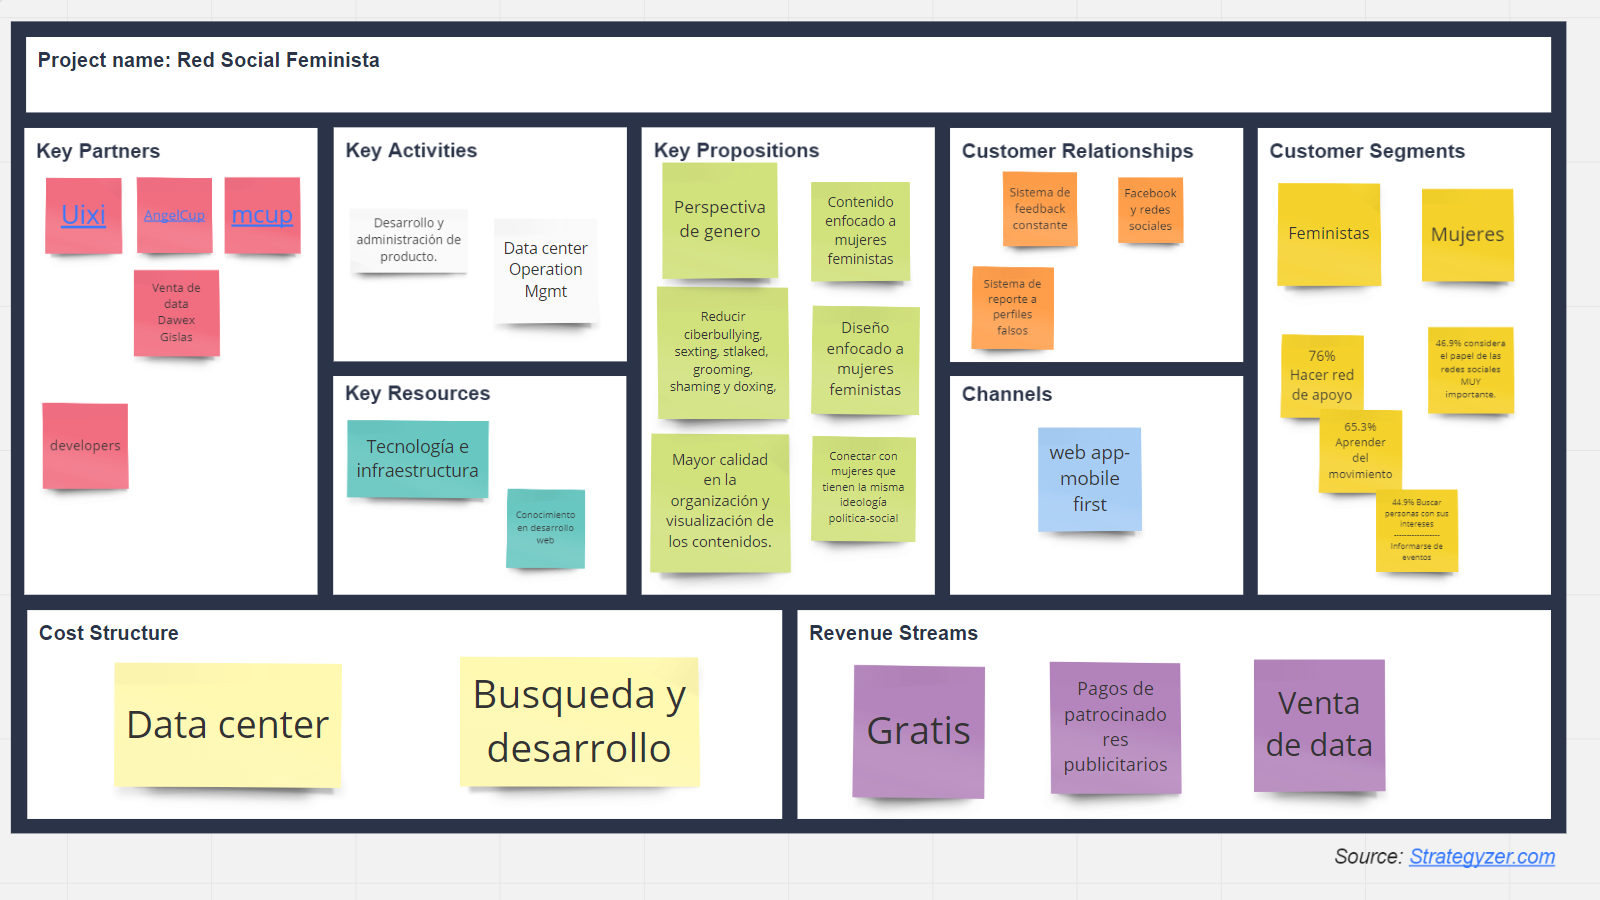 Project name: Red Social Feminista
Key Partners
Uixi
AngelCup
mcup
Venta de
data
Dawex
Gislas
developers
Key Activities
Desarrollo y
administración de
producto.
Data center
Operation
Mgmt
Key Resources
Tecnología e
infraestructura
Conocimiento
en desarrollo
web
Key Propositions
Perspectiva
de genero
Contenido
enfocado a
mujeres
feministas
Reducir
ciberbullying,
sexting, stlaked,
grooming,
shaming y doxing.
Diseño
enfocado a
mujeres
feministas
Mayor calidad
en la
organización y
visualización de
los contenidos.
Conectar con
mujeres que
tienen la misma
ideología
politica-social
Customer Relationships
Sistema de
feedback
constante
Facebook
y redes
sociales
Sistema de
reporte a
perfiles
falsos
Channels
web app-
mobile
first
Customer Segments
Feministas
Mujeres
76%
Hacer red
de apoyo
46.9% considera
el papel de las
redes sociales
MUY
importante.
65.3%
Aprender
del
movimiento
44.9% Buscar
personas con sus
intereses
------------------
Informarse de
eventos
Cost Structure
Data center
Busqueda y
desarrollo
Revenue Streams
Gratis
Pagos de
patrocinado
res
publicitarios
Venta
de data
Source: Strategyzer.com